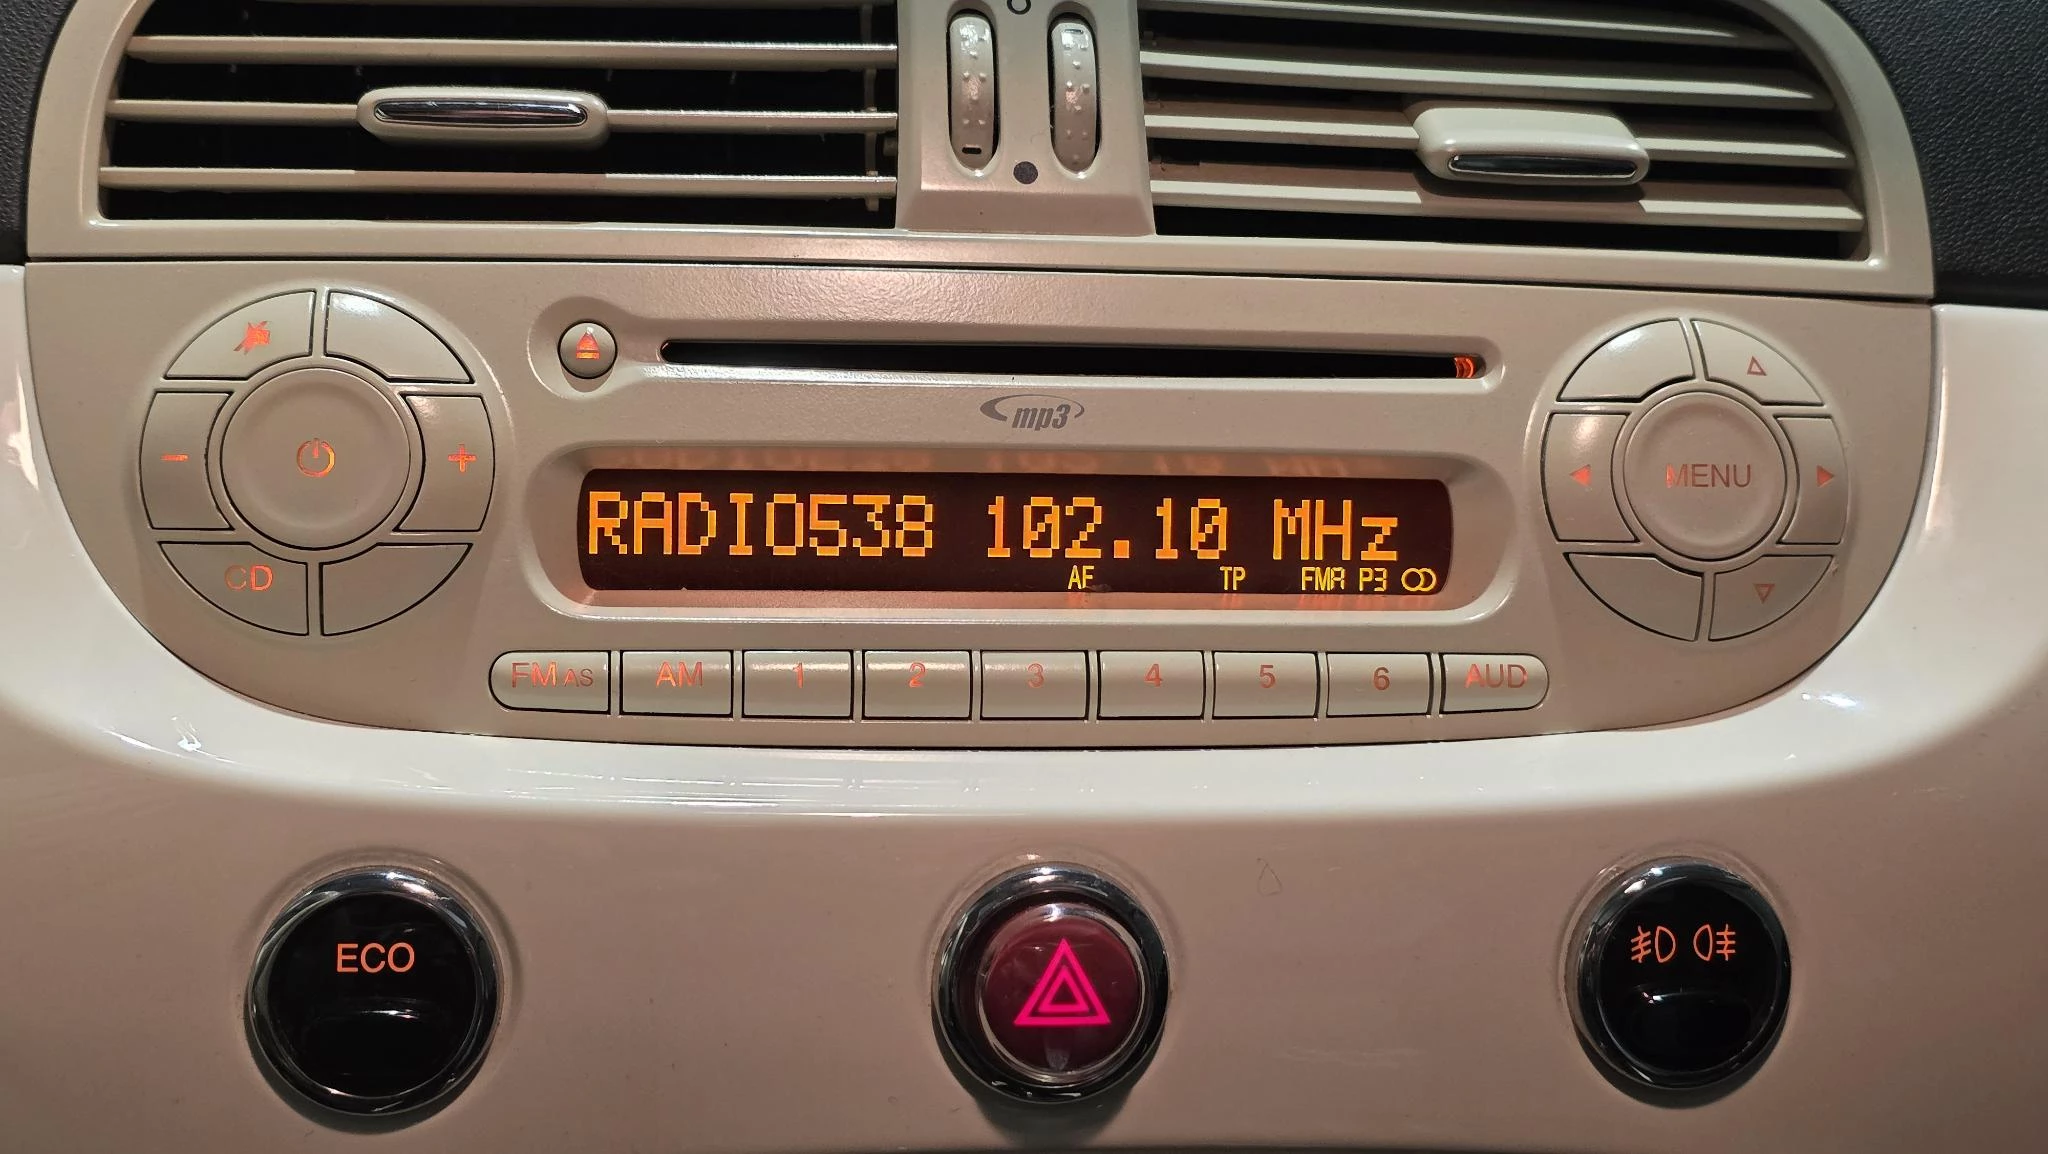 mp3
RADIO538 102.10 MHz
AF TP FMA P3
MENU
CD
FM AS AM 1 2 3 4 5 6 AUD
ECO